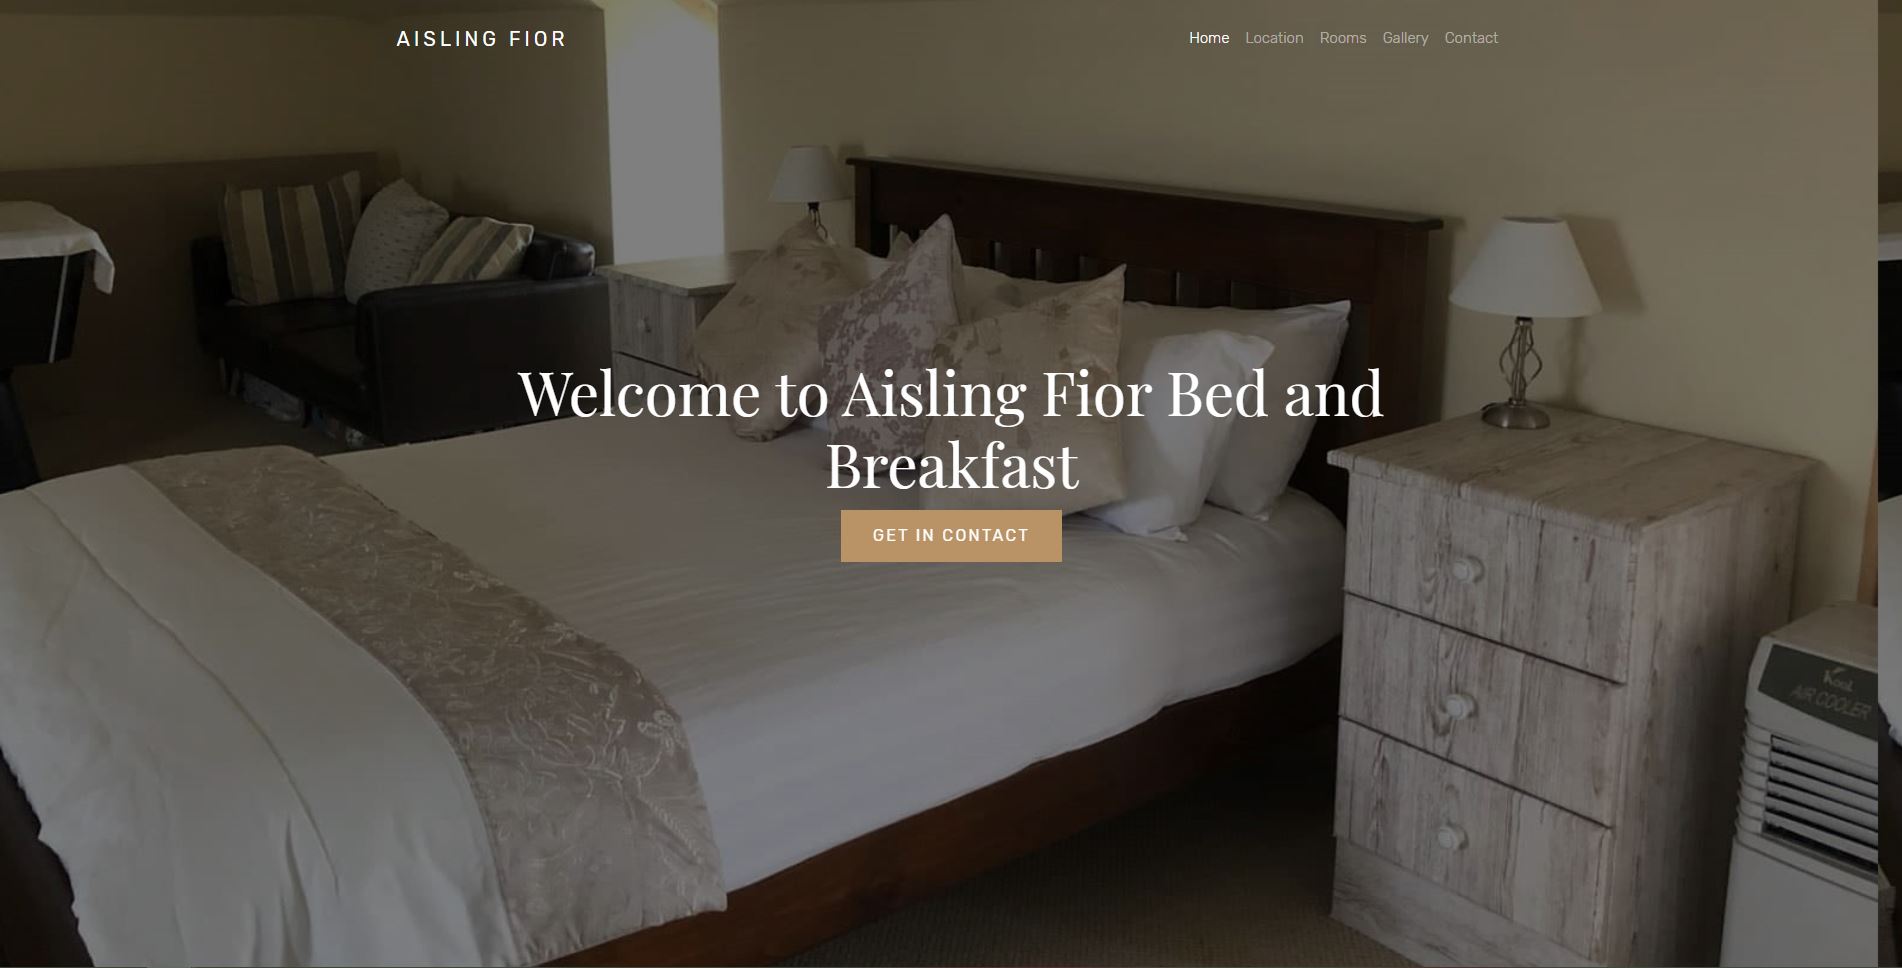 AISLING FIOR
Home Location Rooms Gallery Contact
Welcome to Aisling Fior Bed and
Breakfast
GET IN CONTACT
Kool
AIR COOLER